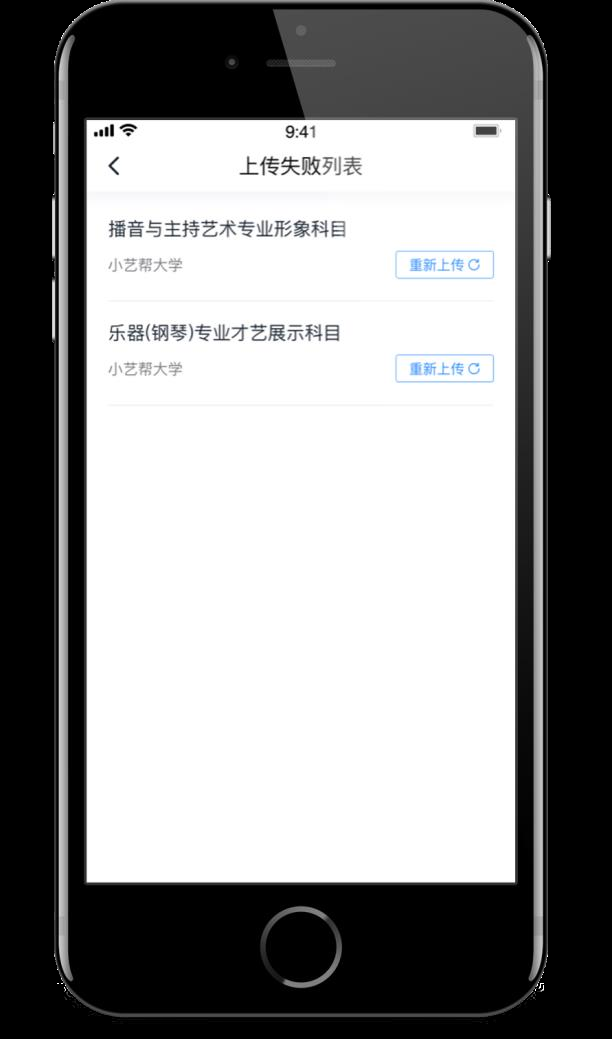 9:41
上传失败列表
播音与主持艺术专业形象科目
小艺帮大学
重新上传
乐器(钢琴)专业才艺展示科目
小艺帮大学
重新上传